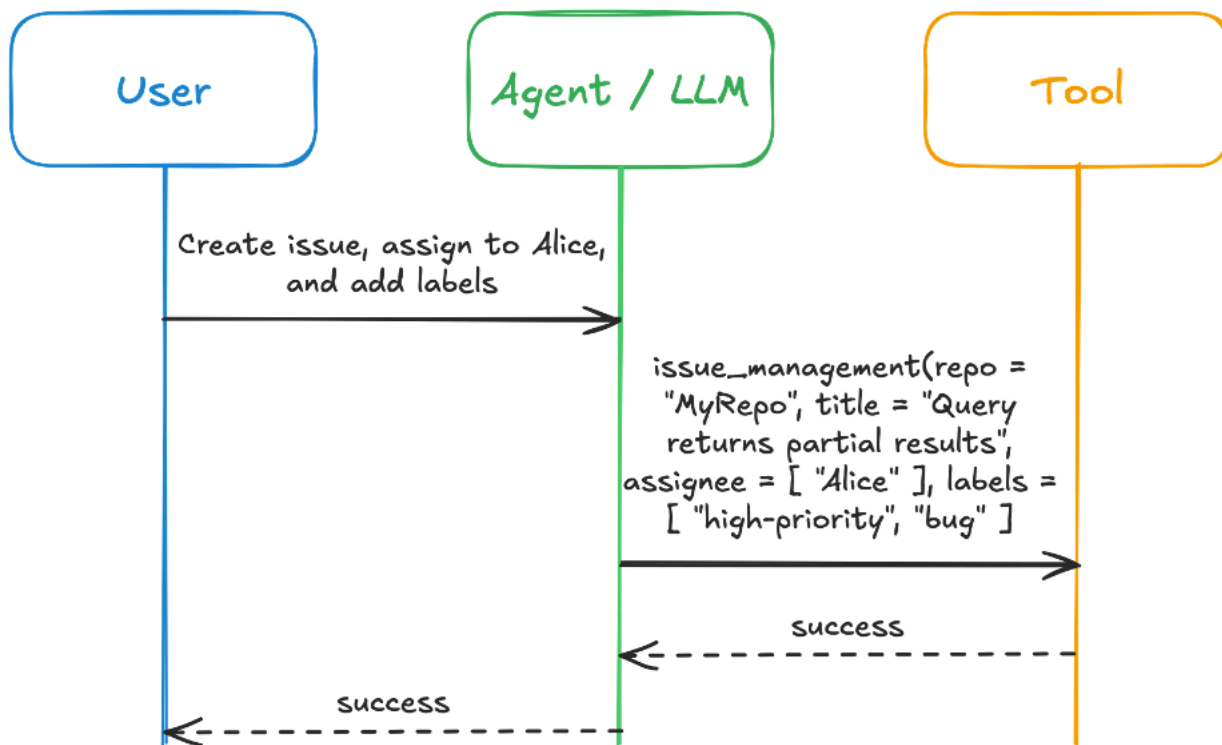 User
Agent / LLM
Tool
Create issue, assign to Alice,
and add labels
issue_management(repo =
"MyRepo", title = "Query
returns partial results",
assignee = [ "Alice" ], labels =
[ "high-priority", "bug" ]
success
success